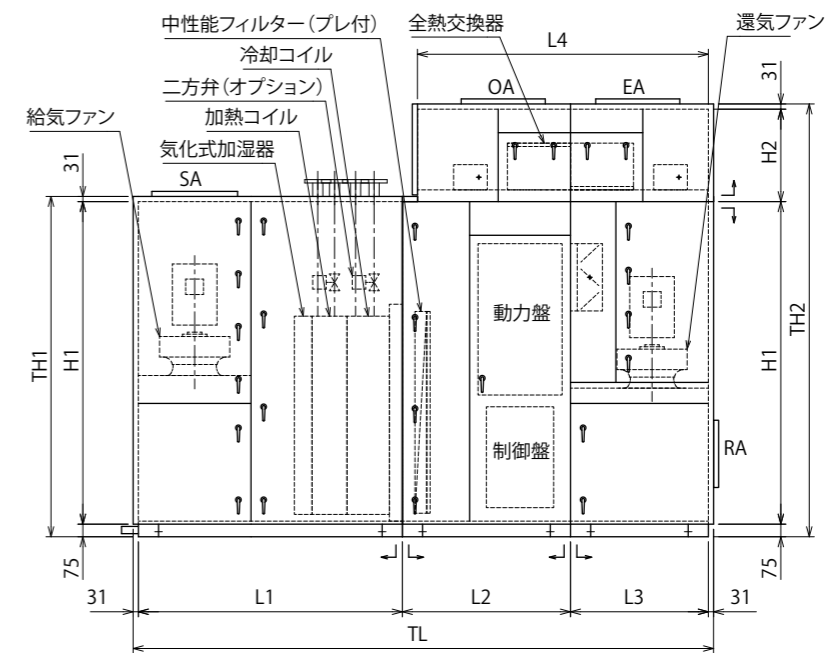 中性能フィルター（プレ付）
全熱交換器
還気ファン
冷却コイル
L4
二方弁（オプション）
OA
EA
31
給気ファン
加熱コイル
気化式加湿器
31
SA
H2
TH1
H1
動力盤
制御盤
H1
TH2
RA
75
75
31
L1
L2
L3
31
TL